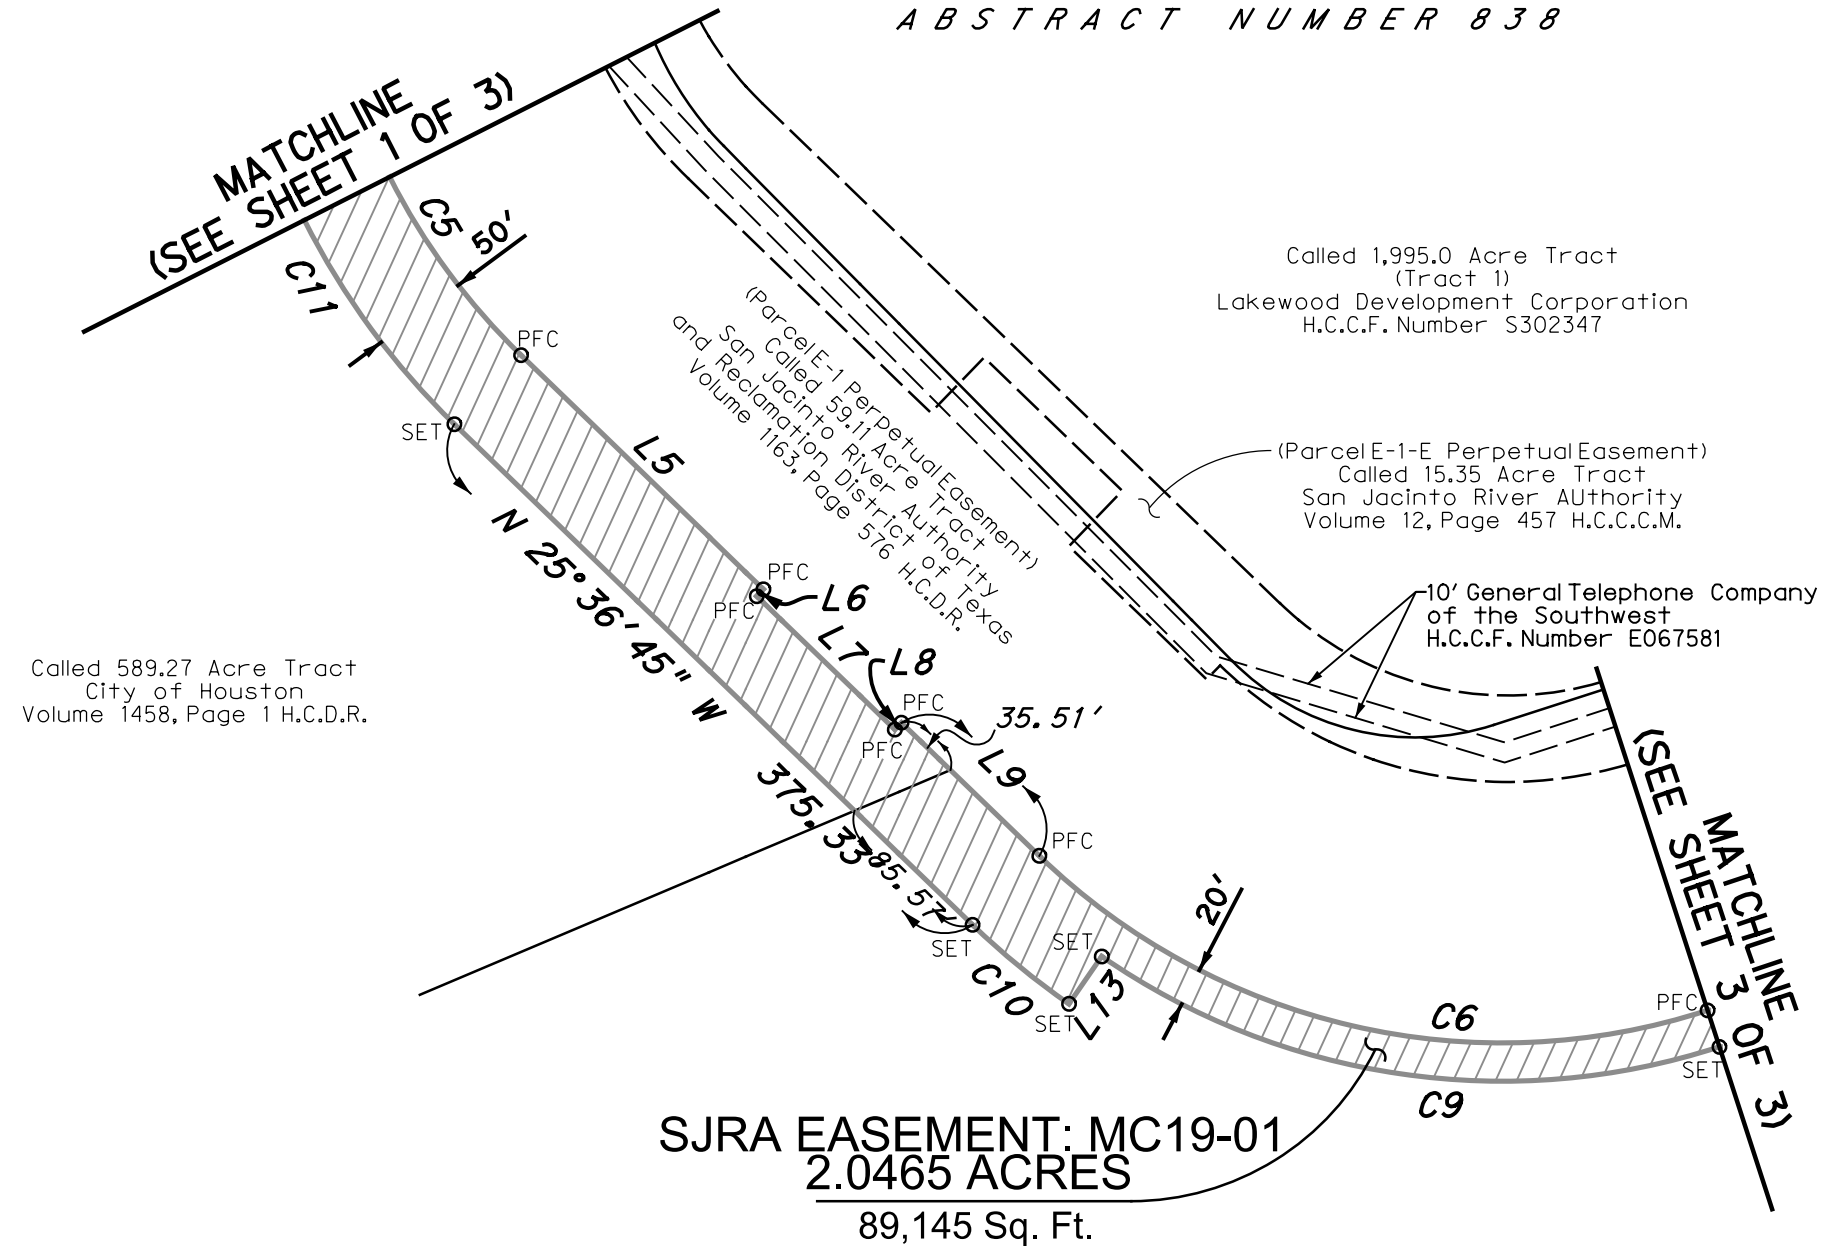 ABSTRACT NUMBER 838
MATCHLINE
(SEE SHEET 1 OF 3)
C5
50'
C11
PFC
SET
L5
(Parcel E-1 Perpetual Easement)
Called 59.11 Acre Tract
San Jacinto River Authority
and Reclamation District of Texas
Volume 1163, Page 576 H.C.D.R.
Called 1,995.0 Acre Tract
(Tract 1)
Lakewood Development Corporation
H.C.C.F. Number S302347
(Parcel E-1-E Perpetual Easement)
Called 15.35 Acre Tract
San Jacinto River AUthority
Volume 12, Page 457 H.C.C.C.M.
10' General Telephone Company
of the Southwest
H.C.C.F. Number E067581
N 25°36'45" W
375.33'
PFC
PFC
L6
L7
L8
PFC
PFC
35.51'
L9
Called 589.27 Acre Tract
City of Houston
Volume 1458, Page 1 H.C.D.R.
85.57'
PFC
SET
C10
SET
SET
L13
20'
C6
C9
PFC
SET
MATCHLINE
(SEE SHEET 3 OF 3)
SJRA EASEMENT: MC19-01
2.0465 ACRES
89,145 Sq. Ft.